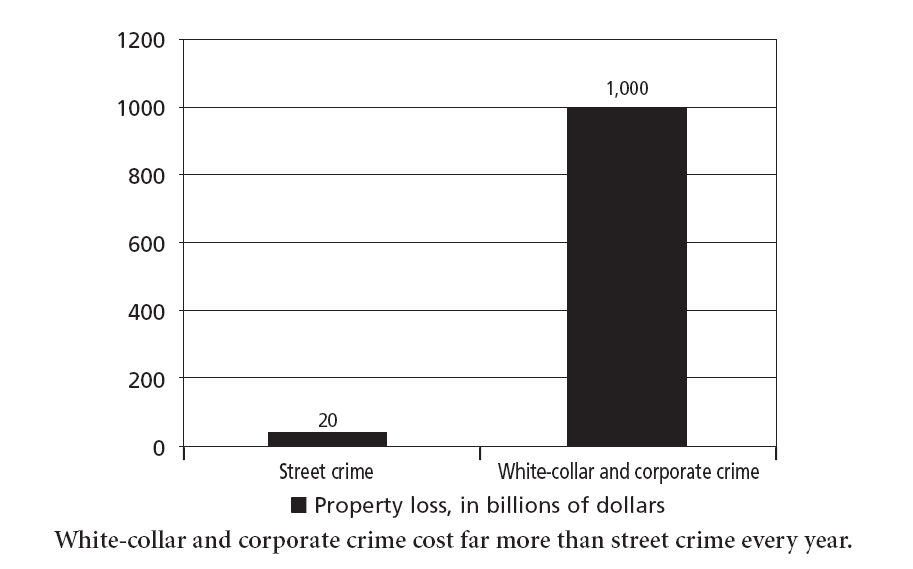 1200
1000
800
600
400
200
0
1,000
20
Street crime
White-collar and corporate crime
Property loss, in billions of dollars
White-collar and corporate crime cost far more than street crime every year.